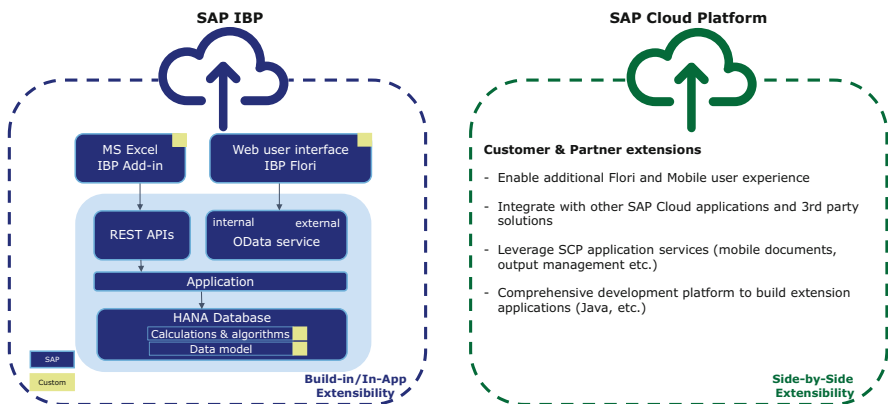 SAP IBP
MS Excel
IBP Add-in
Web user interface
IBP Flori
REST APIs
internal
external
OData service
Application
HANA Database
Calculations & algorithms
Data model
SAP
Custom
Build-in/In-App
Extensibility
SAP Cloud Platform
Customer & Partner extensions
- Enable additional Flori and Mobile user experience
- Integrate with other SAP Cloud applications and 3rd party
solutions
- Leverage SCP application services (mobile documents,
output management etc.)
- Comprehensive development platform to build extension
applications (Java, etc.)
Side-by-Side
Extensibility